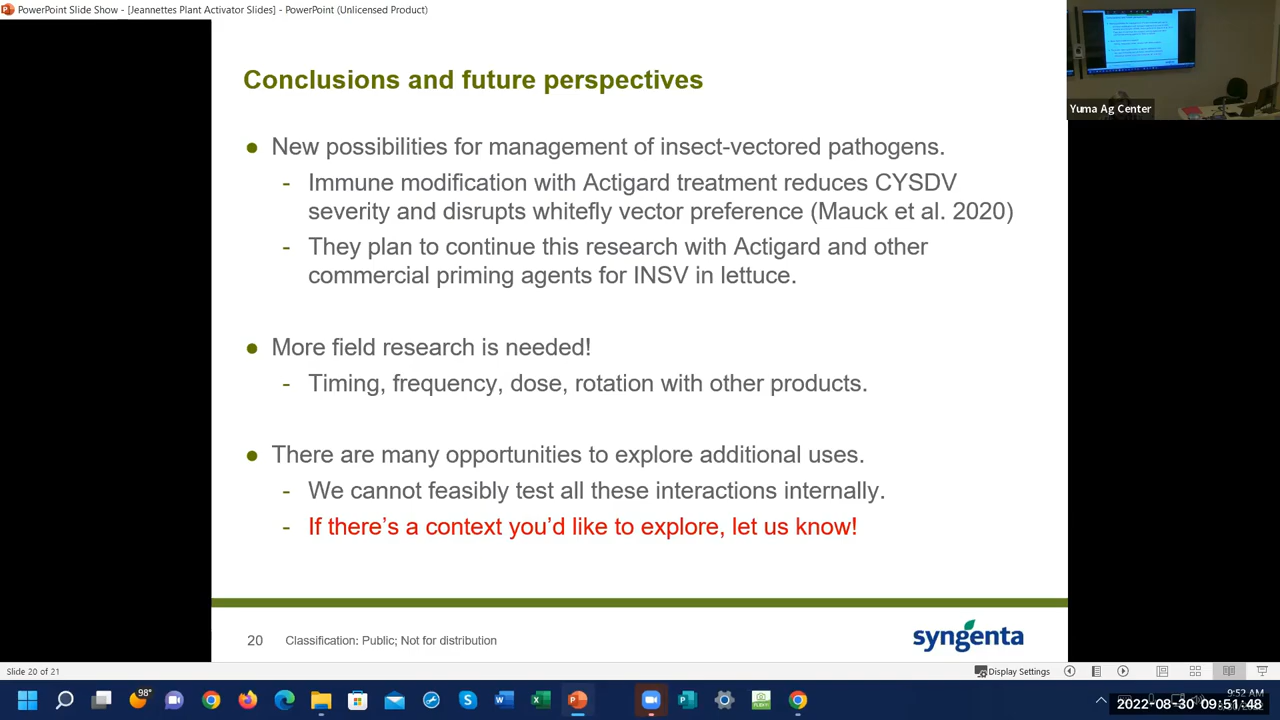 PowerPoint Slide Show - [Jeannettes Plant Activator Slides] - PowerPoint (Unlicensed Product)
Yuma Ag Center
Conclusions and future perspectives
● New possibilities for management of insect-vectored pathogens.
- Immune modification with Actigard treatment reduces CYSDV
severity and disrupts whitefly vector preference (Mauck et al. 2020)
- They plan to continue this research with Actigard and other
commercial priming agents for INSV in lettuce.
● More field research is needed!
- Timing, frequency, dose, rotation with other products.
● There are many opportunities to explore additional uses.
- We cannot feasibly test all these interactions internally.
- If there's a context you'd like to explore, let us know!
20 Classification: Public; Not for distribution
syngenta
Slide 20 of 21
Display Settings
98°
9:52 AM
2022-08-30 09:51:48